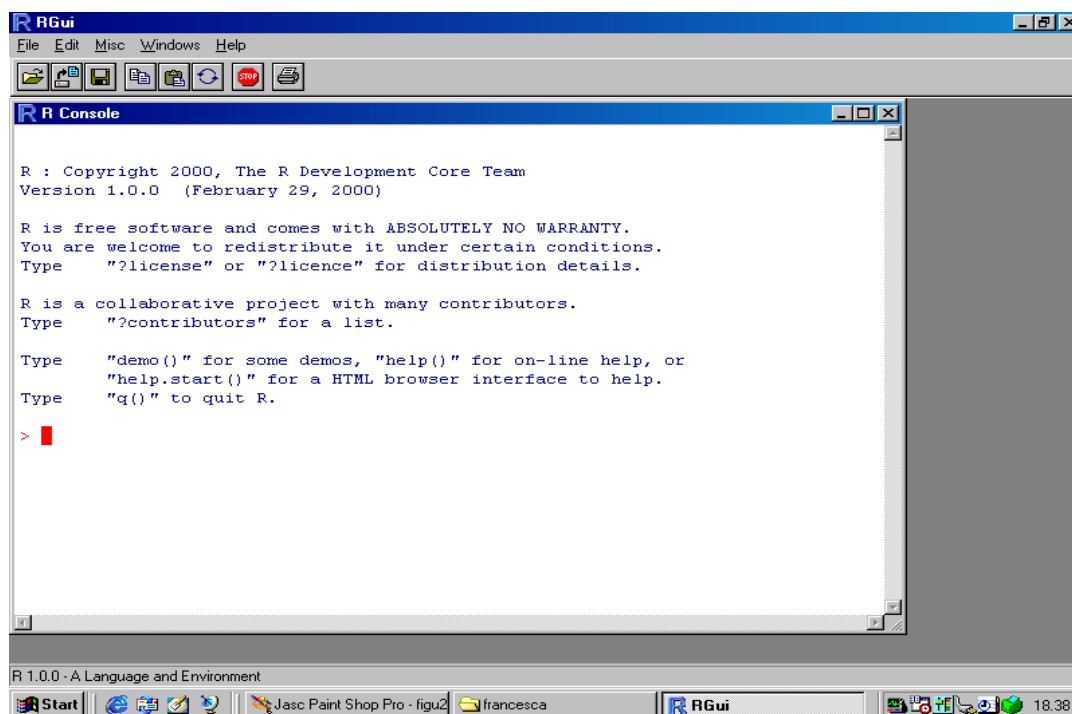 RGui
File Edit Misc Windows Help
STOP
R Console
R : Copyright 2000, The R Development Core Team
Version 1.0.0 (February 29, 2000)
R is free software and comes with ABSOLUTELY NO WARRANTY.
You are welcome to redistribute it under certain conditions.
Type "?license" or "?licence" for distribution details.
R is a collaborative project with many contributors.
Type "?contributors" for a list.
Type "demo()" for some demos, "help()" for on-line help, or
"help.start()" for a HTML browser interface to help.
Type "q()" to quit R.
>
R 1.0.0 - A Language and Environment
Start Jasc Paint Shop Pro - figu2 francesca RGui 18.38